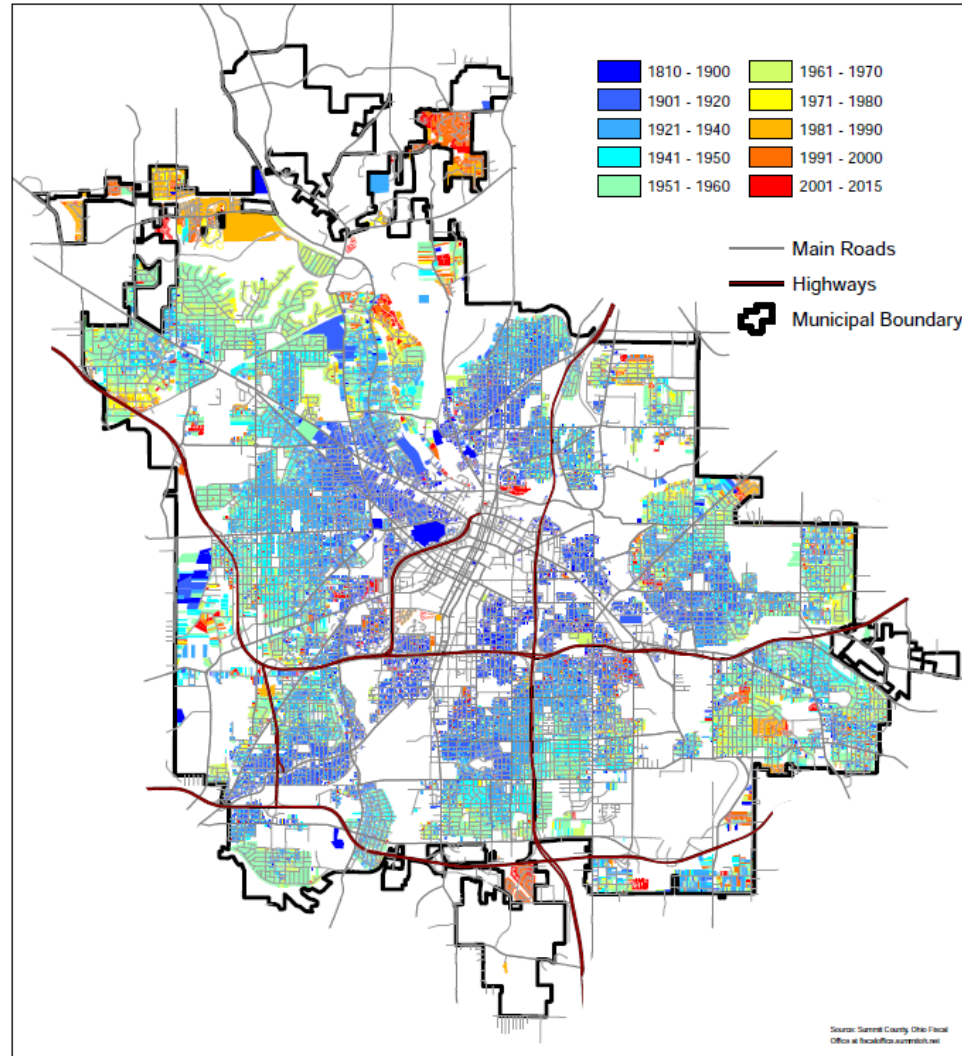 1810 - 1900
1901 - 1920
1921 - 1940
1941 - 1950
1951 - 1960
1961 - 1970
1971 - 1980
1981 - 1990
1991 - 2000
2001 - 2015
Main Roads
Highways
Municipal Boundary
Source: Summit County, Ohio Fiscal
Office at fiscaloffice.summitoh.net